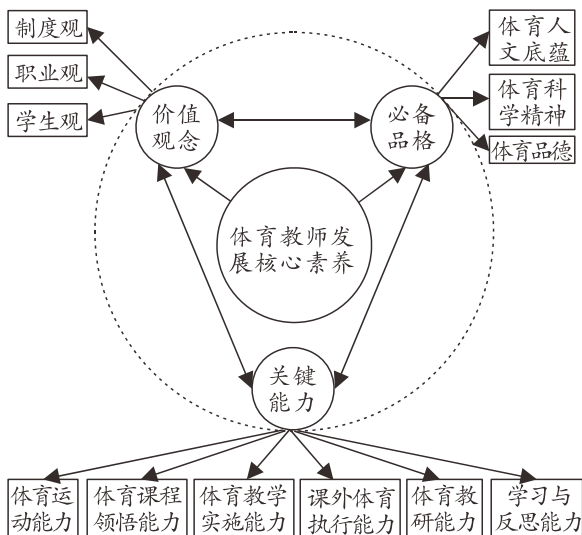 制度观
职业观
学生观
价值
观念
必备
品格
体育人
文底蕴
体育科
学精神
体育品德
体育教师发
展核心素养
关键
能力
体育运
动能力
体育课程
领悟能力
体育教学
实施能力
课外体育
执行能力
体育教
研能力
学习与
反思能力